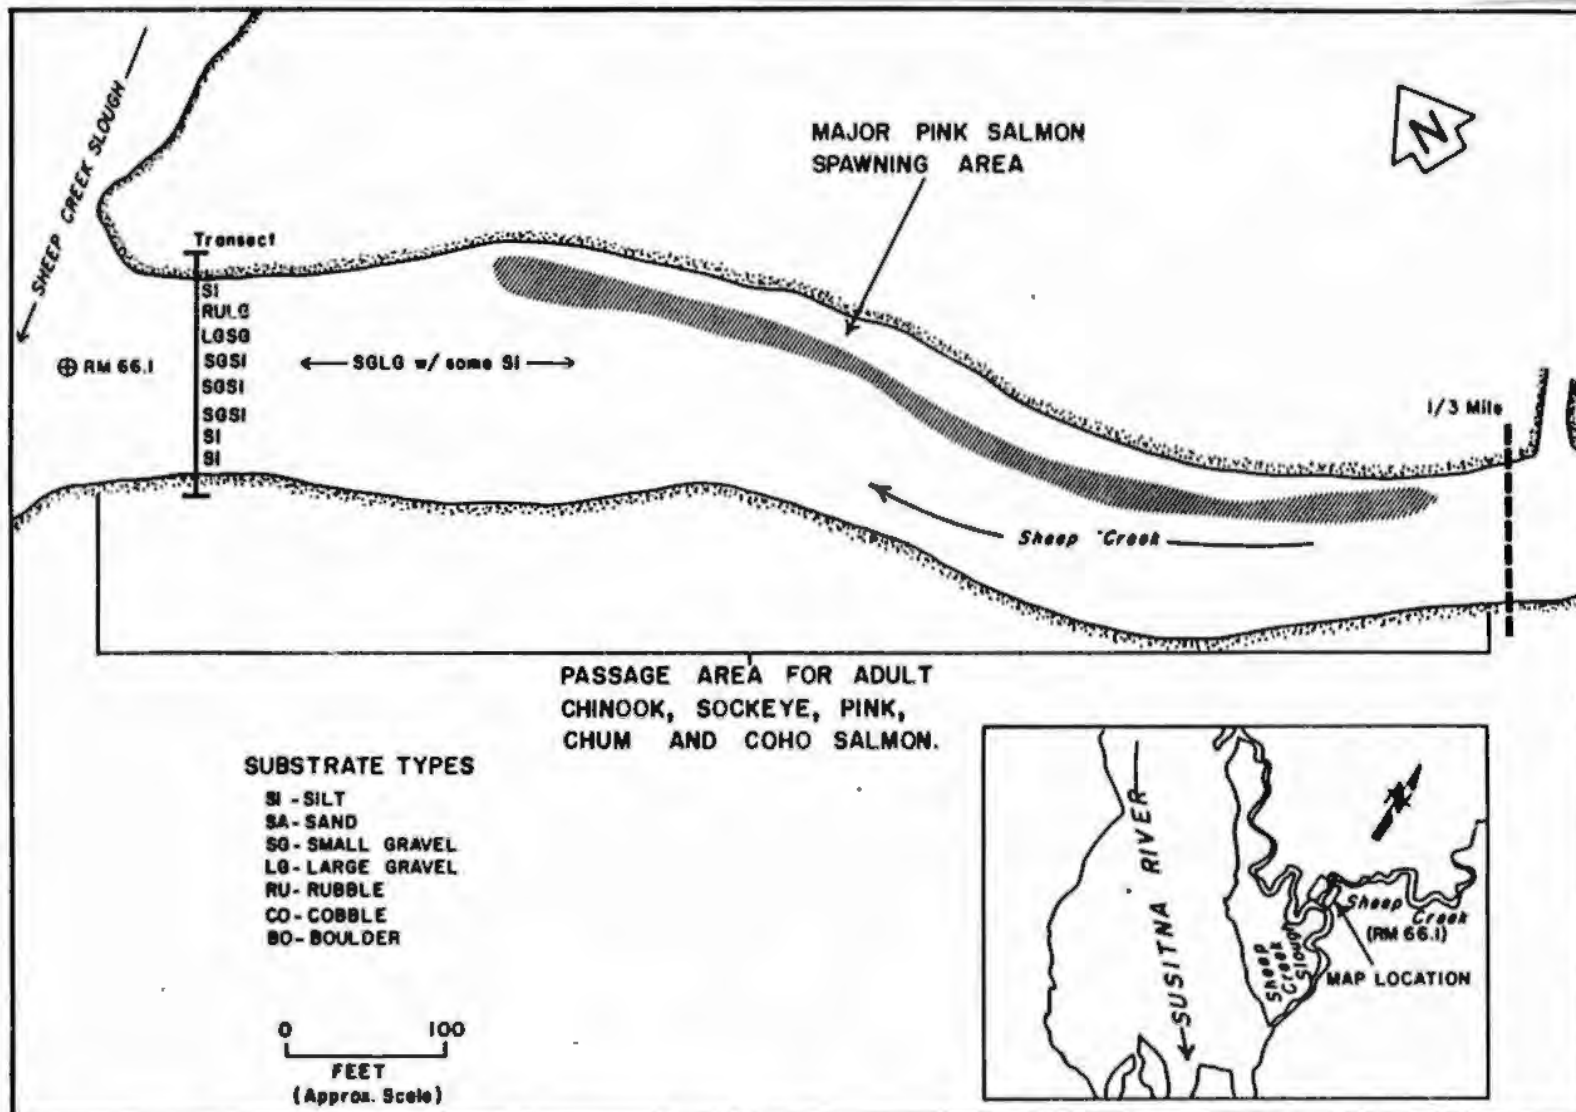 SHEEP CREEK SLOUGH
MAJOR PINK SALMON
SPAWNING AREA
N
Transect
SI
RULG
LGSG
SGSI
SGSI
SGSI
SI
SI
RM 66.1
SGLG w/ some SI
1/3 Mile
Sheep Creek
PASSAGE AREA FOR ADULT
CHINOOK, SOCKEYE, PINK,
CHUM AND COHO SALMON.
SUBSTRATE TYPES
SI - SILT
SA - SAND
SG - SMALL GRAVEL
LG - LARGE GRAVEL
RU - RUBBLE
CO - COBBLE
BO - BOULDER
0 100
FEET
(Approx. Scale)
SUSITNA RIVER
Sheep
Creek
Slough
Sheep
Creek
(RM 66.1)
MAP LOCATION